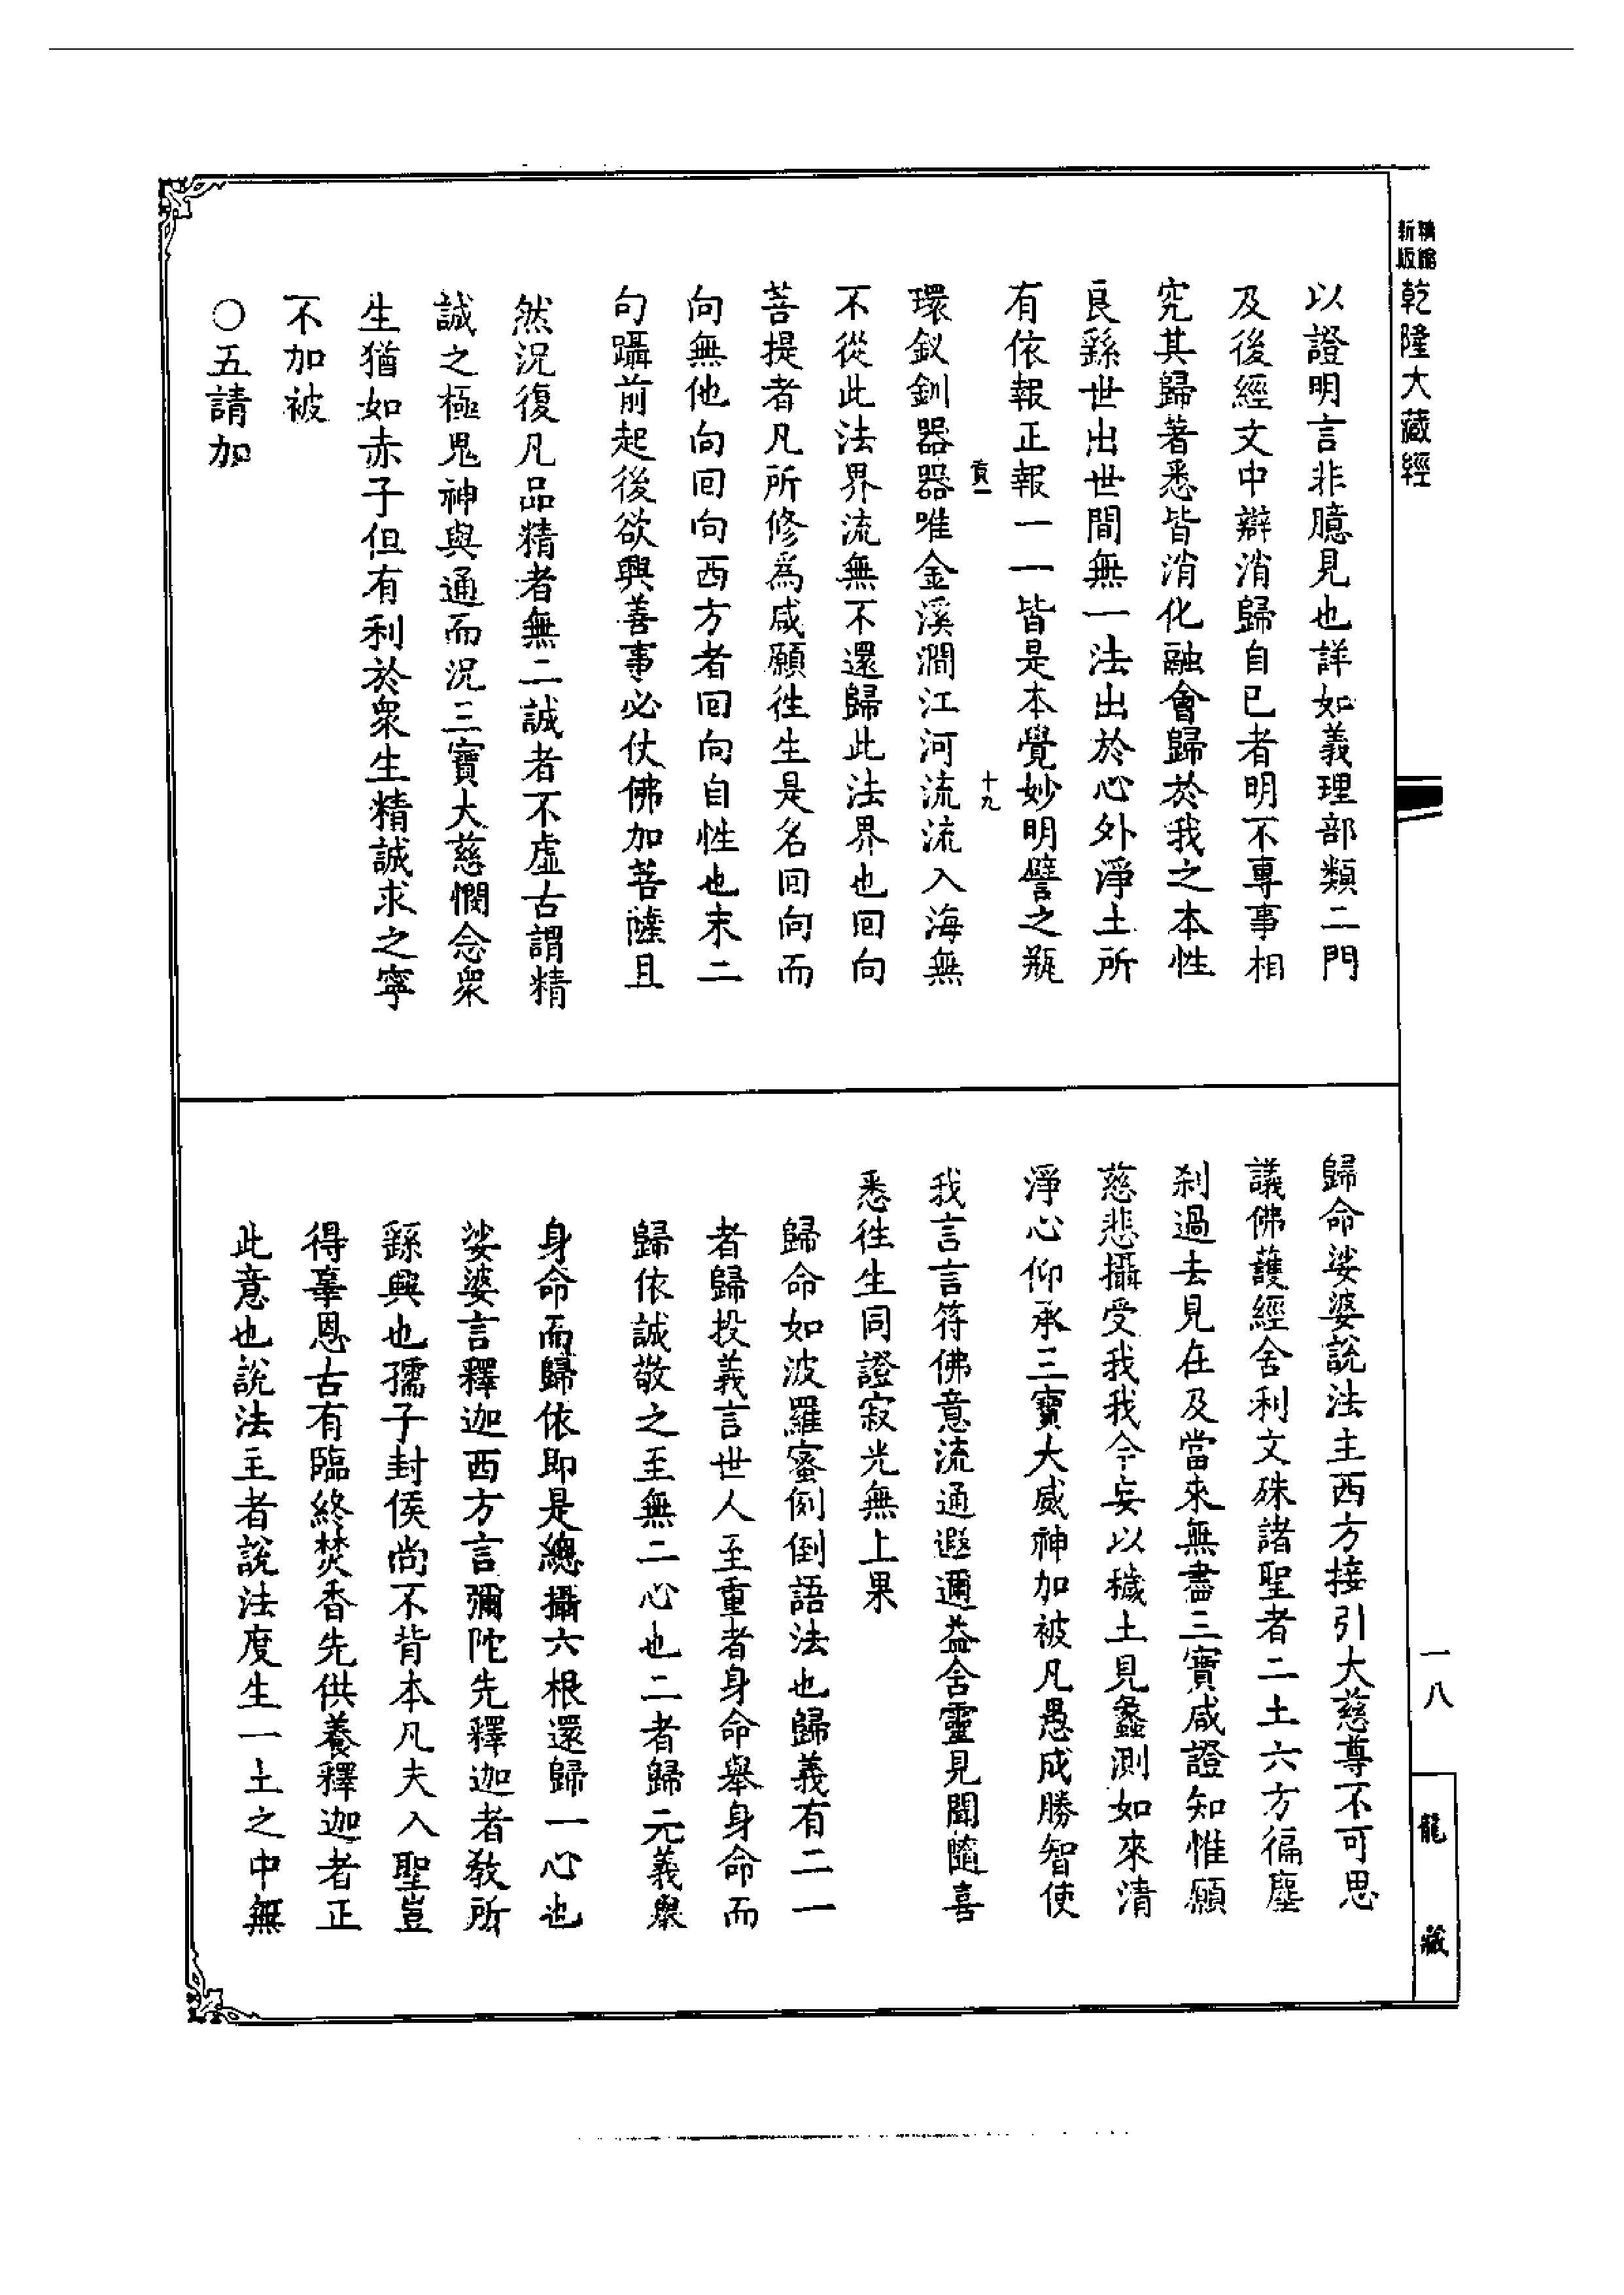 新版
精縮
乾隆大藏經
以證明言非臆見也詳如義理部類二門
及後經文中辯消歸自已者明不專事相
究其歸著悉皆消化融會歸於我之本性
良繇世出世間無一法出於心外淨土所
有依報正報一一皆是本覺妙明譬之瓶
十九
環釵釧器器唯金溪澗江河流流入海無
不從此法界流無不還歸此法界也回向
菩提者凡所修為咸願徃生是名回向而
向無他向回向西方者回向自性也末二
句躡前起後欲興善事必仗佛加菩薩且
然況復凡品精者無二誠者不虛古謂精
誠之極鬼神與通而況三寶大慈憫念衆
生猶如赤子但有利於衆生精誠求之寧
不加被
○五請加
歸命娑婆說法主西方接引大慈尊不可思
議佛護經舍利文殊諸聖者二土六方徧塵
刹過去見在及當來無盡三寶咸證知惟願
慈悲攝受我我今妄以穢土見蠡測如來清
淨心仰承三寶大威神加被凡愚成勝智使
我言言符佛意流通遐邇益含靈見聞隨喜
悉徃生同證寂光無上果
歸命如波羅蜜例倒語法也歸義有二一
者歸投義言世人至重者身命舉身命而
歸依誠敬之至無二心也二者歸元義舉
身命而歸依即是總攝六根還歸一心也
娑婆言釋迦西方言彌陀先釋迦者教所
繇興也孺子封侯尚不背本凡夫入聖豈
得辜恩古有臨終焚香先供養釋迦者正
此意也說法主者說法度生一土之中無
一八
龍藏